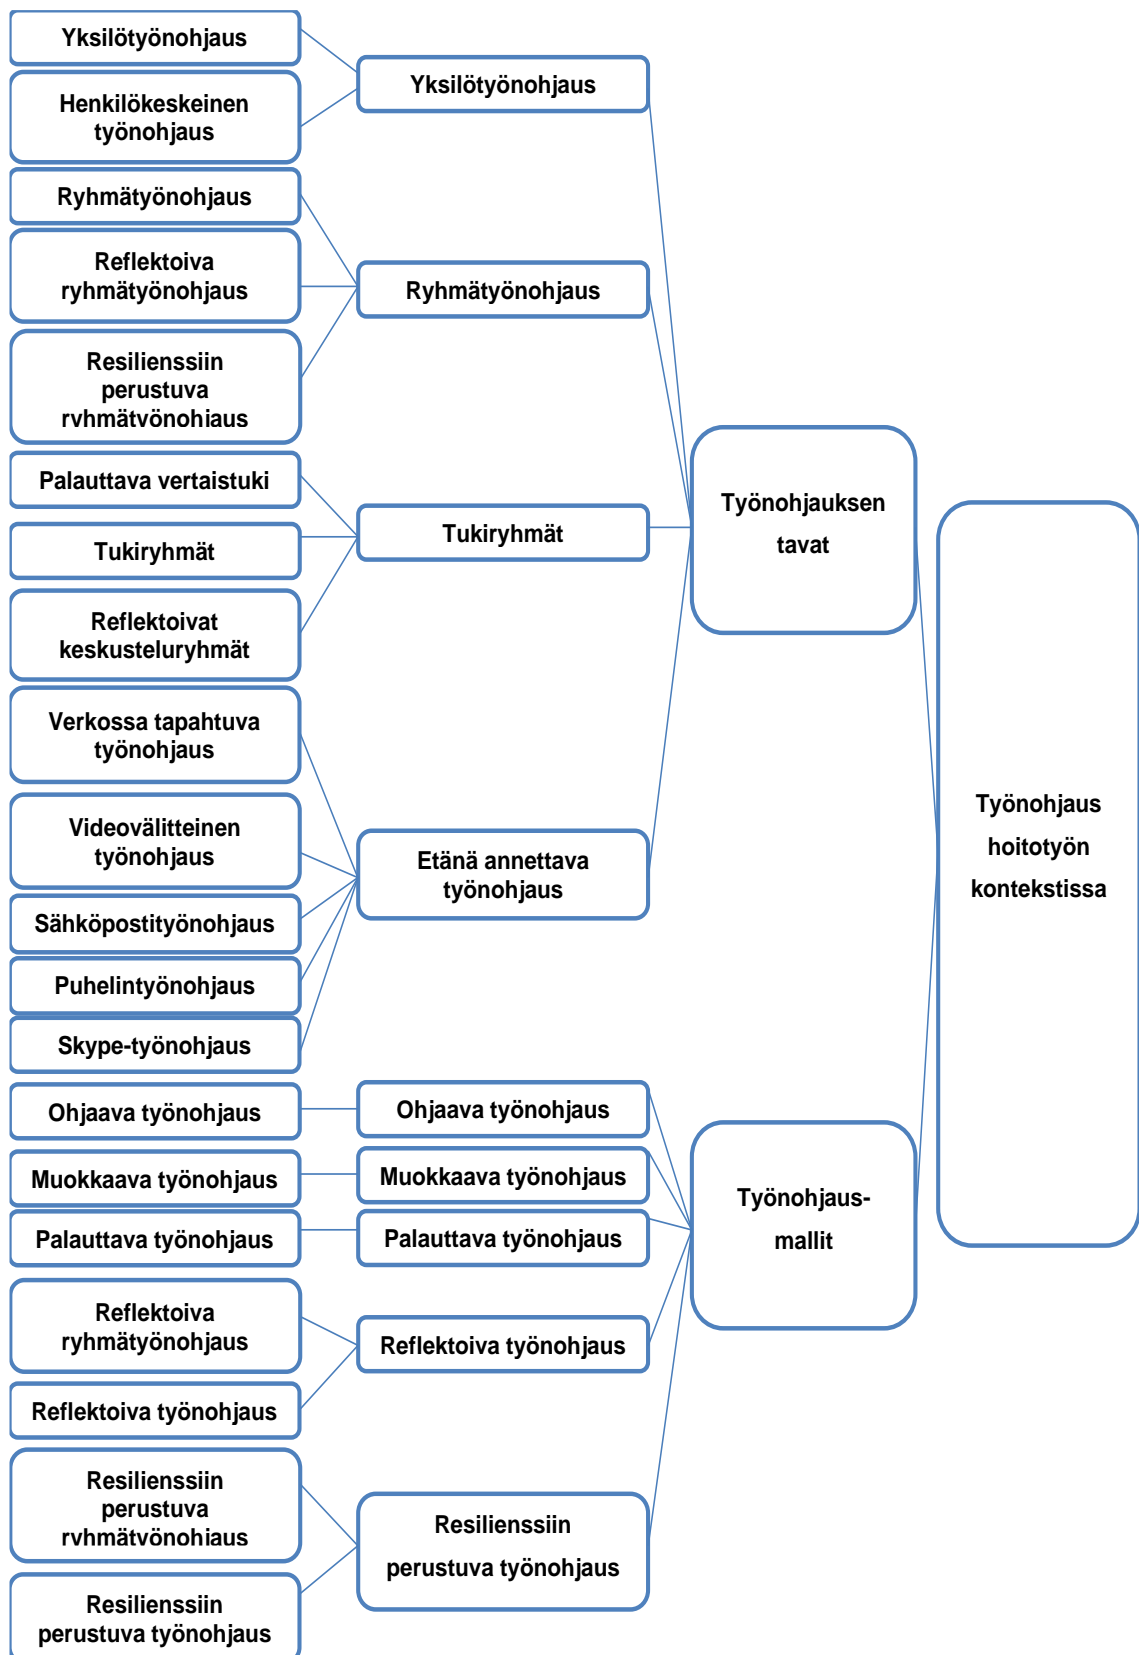 Yksilötyönohjaus
Henkilökeskeinen
työnohjaus
Ryhmätyönohjaus
Reflektoiva
ryhmätyönohjaus
Resilienssiin
perustuva
ryhmätyönohjaus
Palauttava vertaistuki
Tukiryhmät
Reflektoivat
keskusteluryhmät
Verkossa tapahtuva
työnohjaus
Videovälitteinen
työnohjaus
Sähköpostityönohjaus
Puhelintyönohjaus
Skype-työnohjaus
Ohjaava työnohjaus
Muokkaava työnohjaus
Palauttava työnohjaus
Reflektoiva
ryhmätyönohjaus
Reflektoiva työnohjaus
Resilienssiin
perustuva
ryhmätyönohjaus
Resilienssiin
perustuva työnohjaus
Yksilötyönohjaus
Ryhmätyönohjaus
Tukiryhmät
Etänä annettava
työnohjaus
Ohjaava työnohjaus
Muokkaava työnohjaus
Palauttava työnohjaus
Reflektoiva työnohjaus
Resilienssiin
perustuva työnohjaus
Työnohjauksen
tavat
Työnohjaus-
mallit
Työnohjaus
hoitotyön
kontekstissa